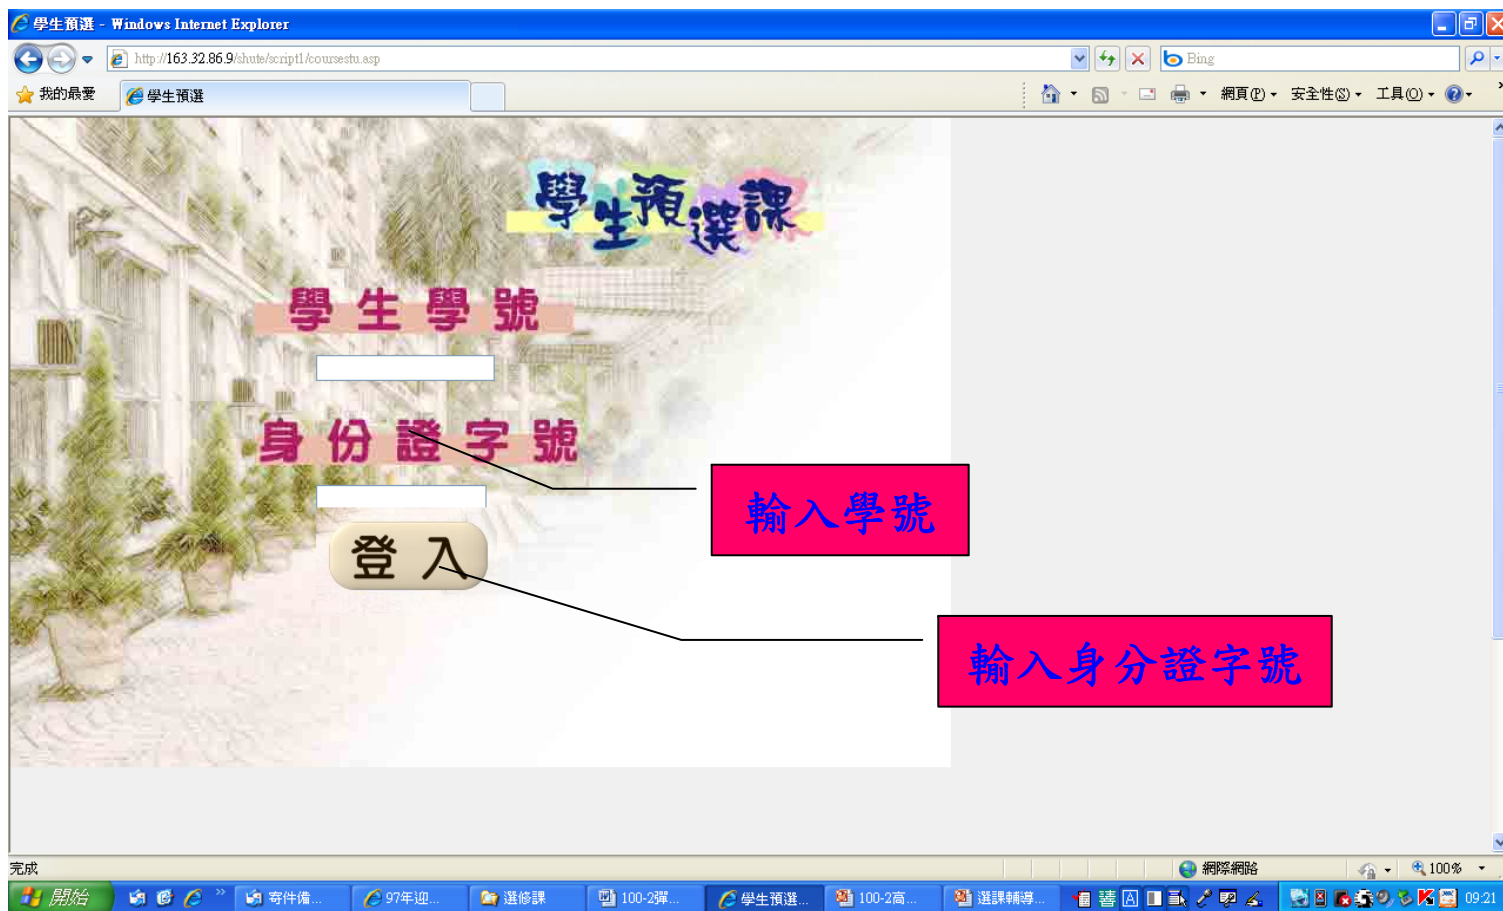 學生預選 - Windows Internet Explorer
http://163.32.86.9/shute/script1/coursestu.asp
Bing
我的最愛
學生預選
網頁(P)
安全性(S)
工具(O)
學生預選課
學生學號
身份證字號
輸入學號
登入
輸入身分證字號
完成
網際網路
100%
開始
寄件備...
97年迎...
選修課
100-2彈...
學生預選...
100-2高...
選課輔導...
09:21